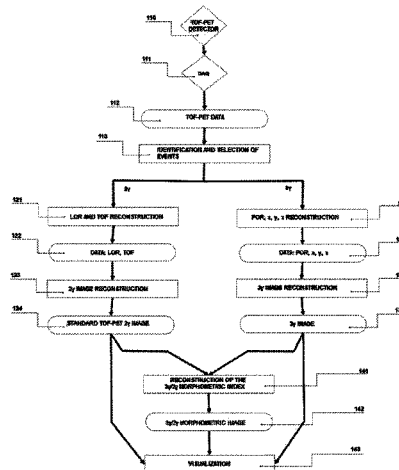 110
TOF-PET
DETECTOR
111
DAQ
112
TOF-PET DATA
113
IDENTIFICATION AND SELECTION OF
EVENTS
2γ
3γ
121
LOR AND TOF RECONSTRUCTION
POR, x, y, z RECONSTRUCTION
122
DATA: LOR, TOF
DATA: POR, x, y, z
123
2γ IMAGE RECONSTRUCTION
3γ IMAGE RECONSTRUCTION
124
STANDARD TOF-PET 2γ IMAGE
3γ IMAGE
RECONSTRUCTION OF THE
3γ/2γ MORPHOMETRIC INDEX
141
3γ/2γ MORPHOMETRIC IMAGE
142
VISUALIZATION
143